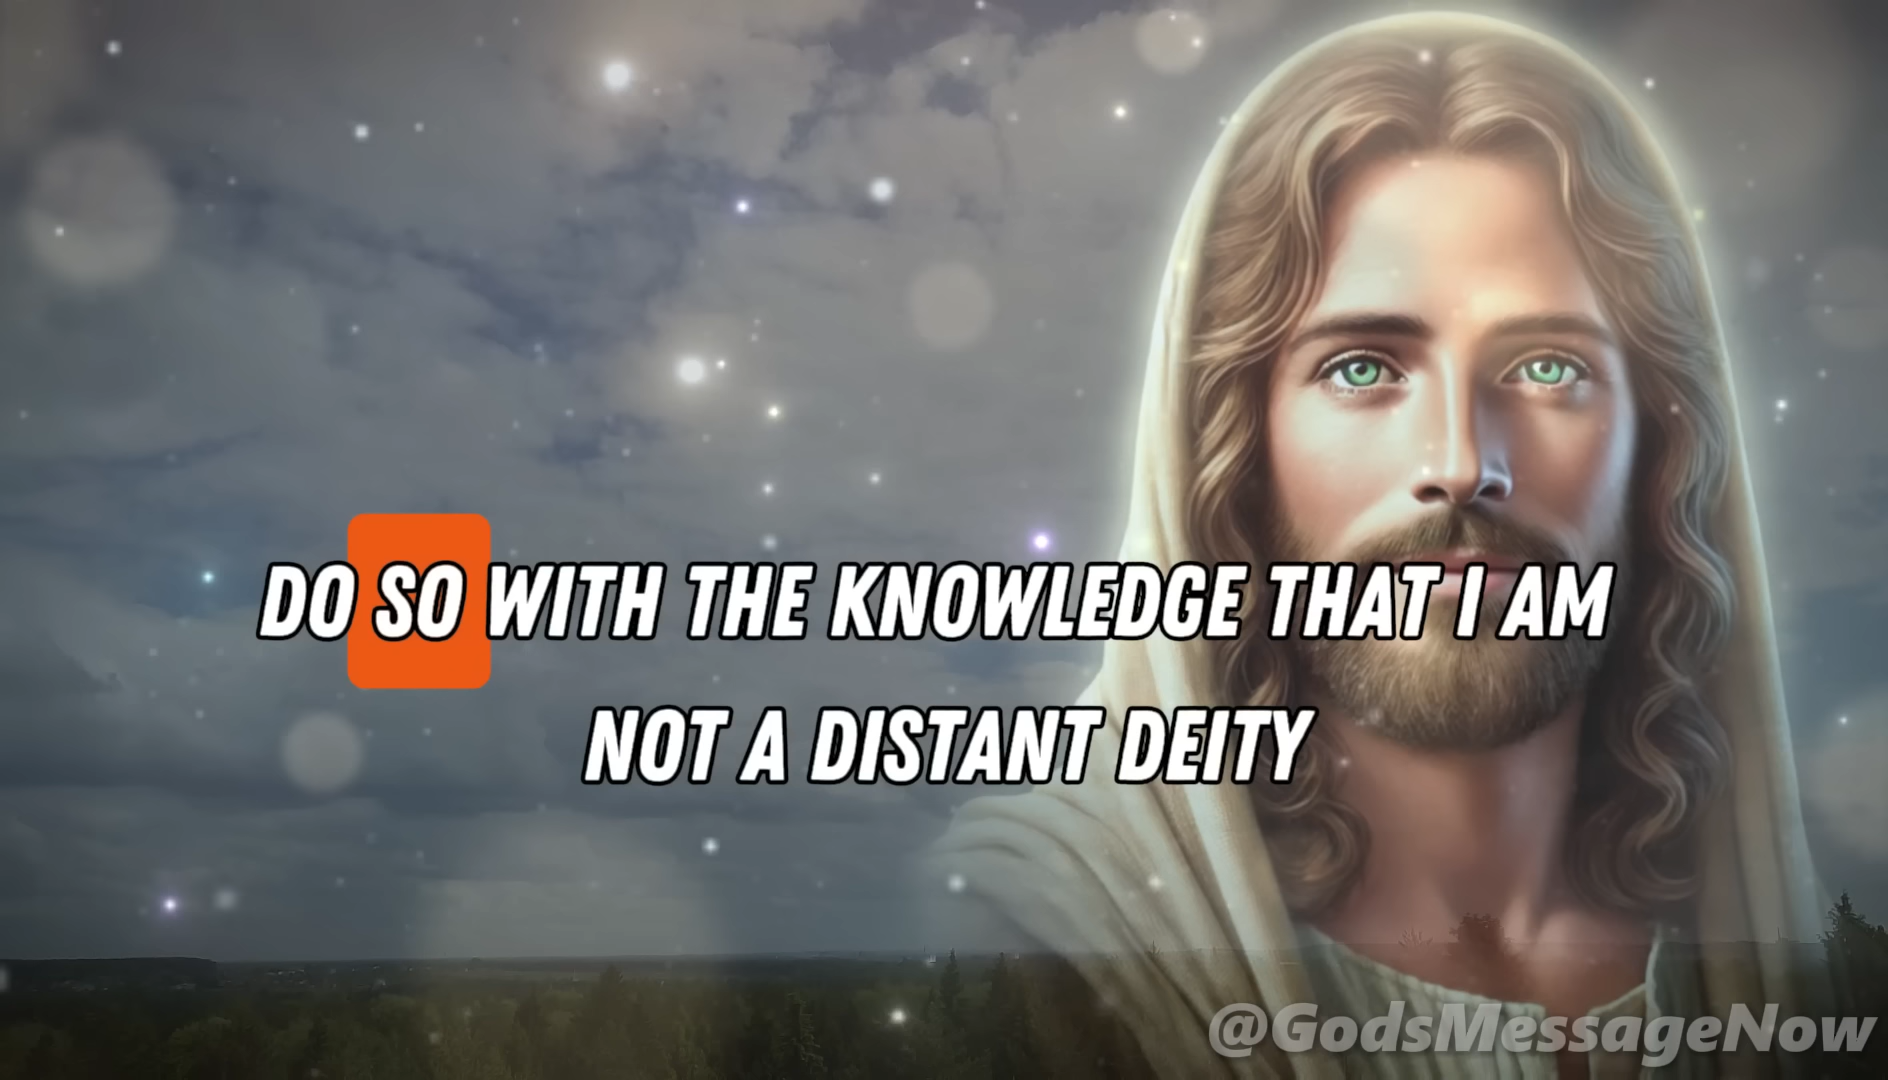 DO SO WITH THE KNOWLEDGE THAT I AM
NOT A DISTANT DEITY
@GodsMessageNow